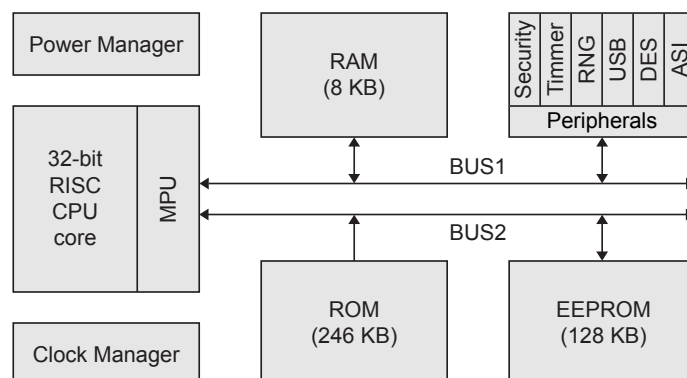 Power Manager
RAM
(8 KB)
Security
Timmer
RNG
USB
DES
ASI
Peripherals
32-bit
RISC
CPU
core
MPU
BUS1
BUS2
ROM
(246 KB)
EEPROM
(128 KB)
Clock Manager